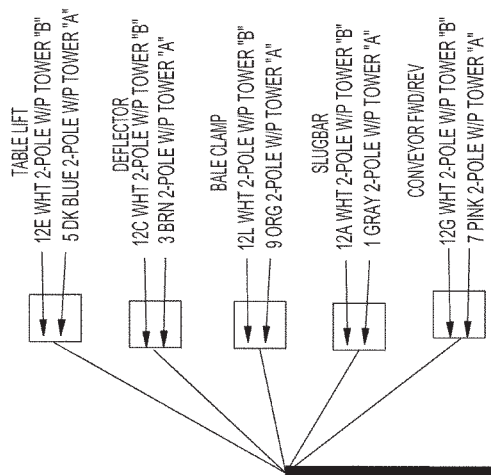 TABLE LIFT
12E WHT 2-POLE W/P TOWER "B"
5 DK BLUE 2-POLE W/P TOWER "A"
DEFLECTOR
12C WHT 2-POLE W/P TOWER "B"
3 BRN 2-POLE W/P TOWER "A"
BALE CLAMP
12L WHT 2-POLE W/P TOWER "B"
9 ORG 2-POLE W/P TOWER "A"
SLUGBAR
12A WHT 2-POLE W/P TOWER "B"
1 GRAY 2-POLE W/P TOWER "A"
CONVEYOR FWD/REV
12G WHT 2-POLE W/P TOWER "B"
7 PINK 2-POLE W/P TOWER "A"